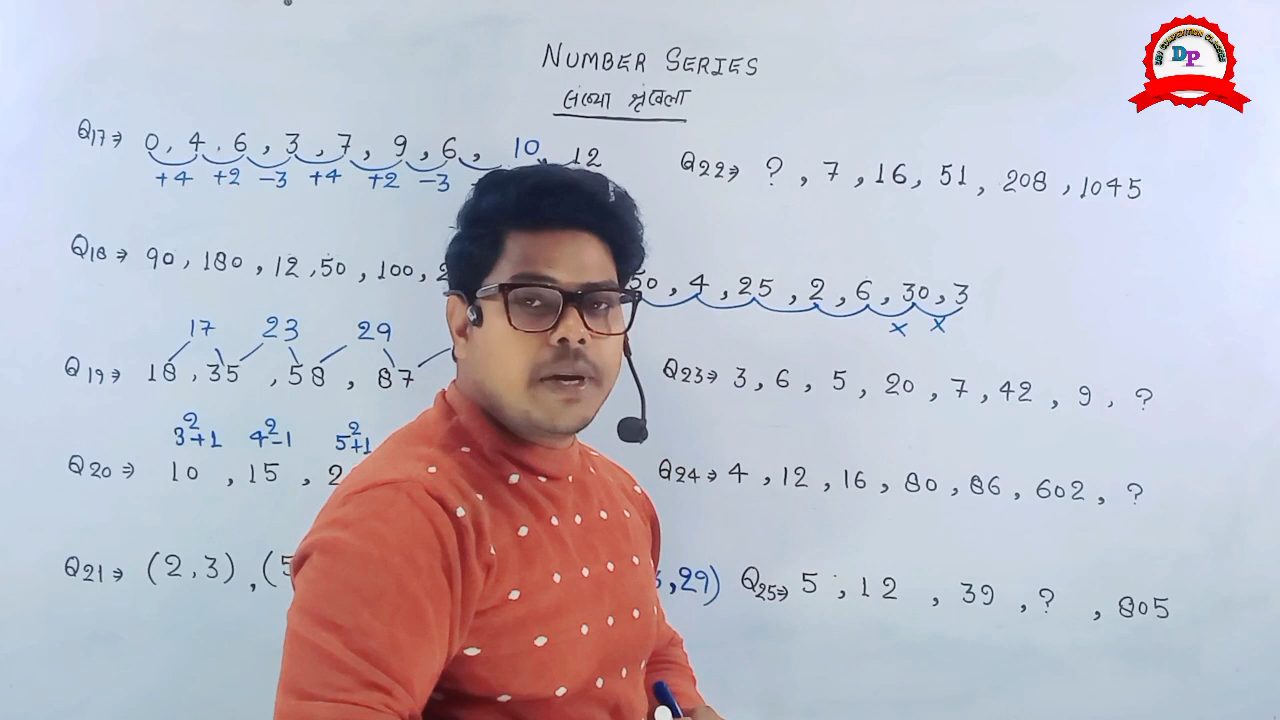 NUMBER SERIES
संख्या श्रृंखला
Q17⇒ 0, 4, 6, 3, 7, 9, 6, 10, 12
+4 +2 -3 +4 +2 -3
Q18⇒ 90, 180, 12, 50, 100, 2 50, 4, 25, 2, 6, 30, 3
x x
17 23 29
Q19⇒ 18, 35, 58, 87
3²+1 4²-1 5²+1
Q20⇒ 10, 15, 2
Q21⇒ (2,3), (5 ,29)
Q22⇒ ?, 7, 16, 51, 208, 1045
Q23⇒ 3, 6, 5, 20, 7, 42, 9, ?
Q24⇒ 4, 12, 16, 80, 86, 602, ?
Q25⇒ 5, 12, 39, ?, 805
DP